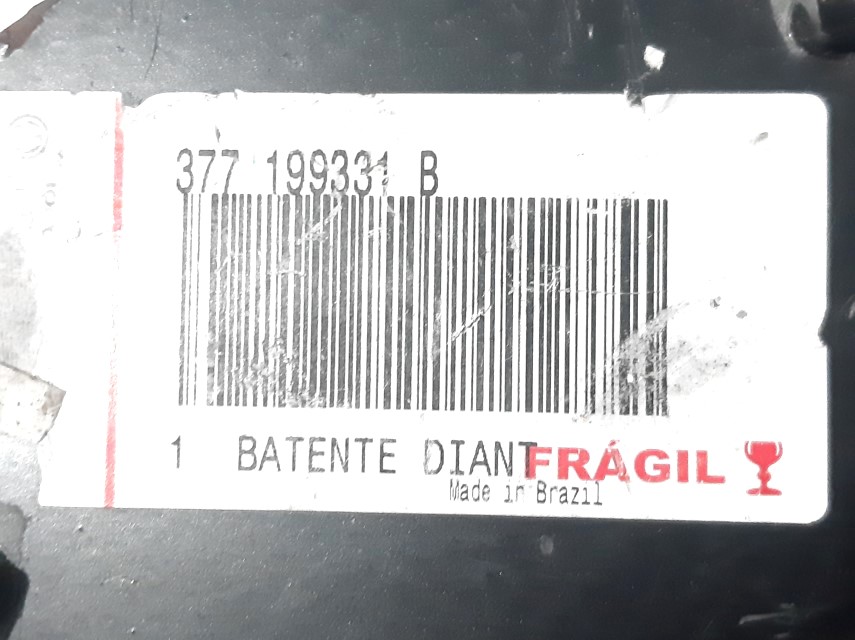 377 199331 B
1 BATENTE DIANT FRÁGIL
Made in Brazil